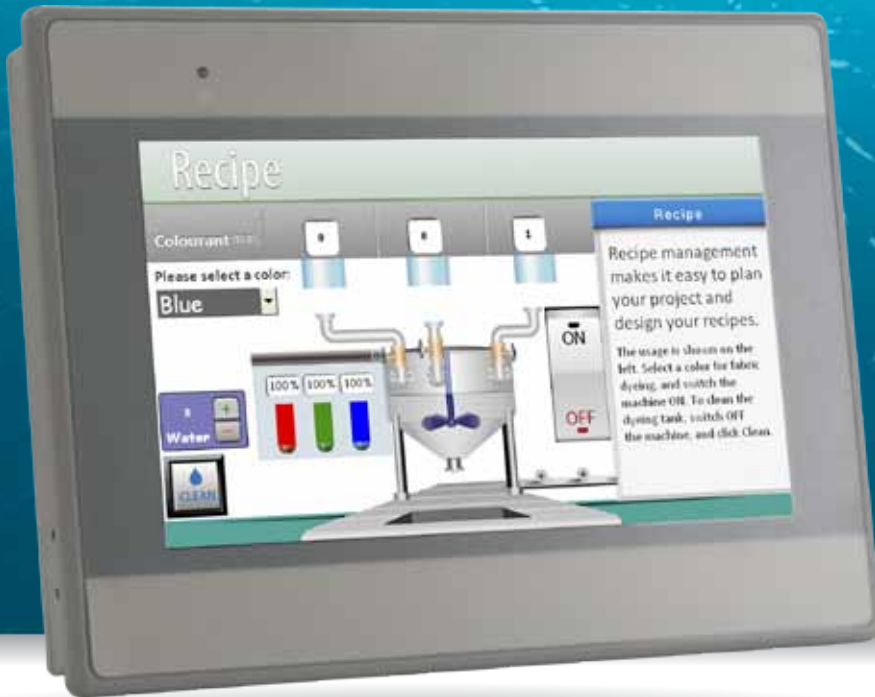 Recipe
Colourant
0
0
1
Recipe
Please select a color:
Blue
Recipe management
makes it easy to plan
your project and
design your recipes.
The usage is shown on the
left. Select a color for fabric
dyeing, and switch the
machine ON. To clean the
dyeing tank, switch OFF
the machine, and click Clean.
ON
OFF
100%
100%
100%
+
Water
−
CLEAN